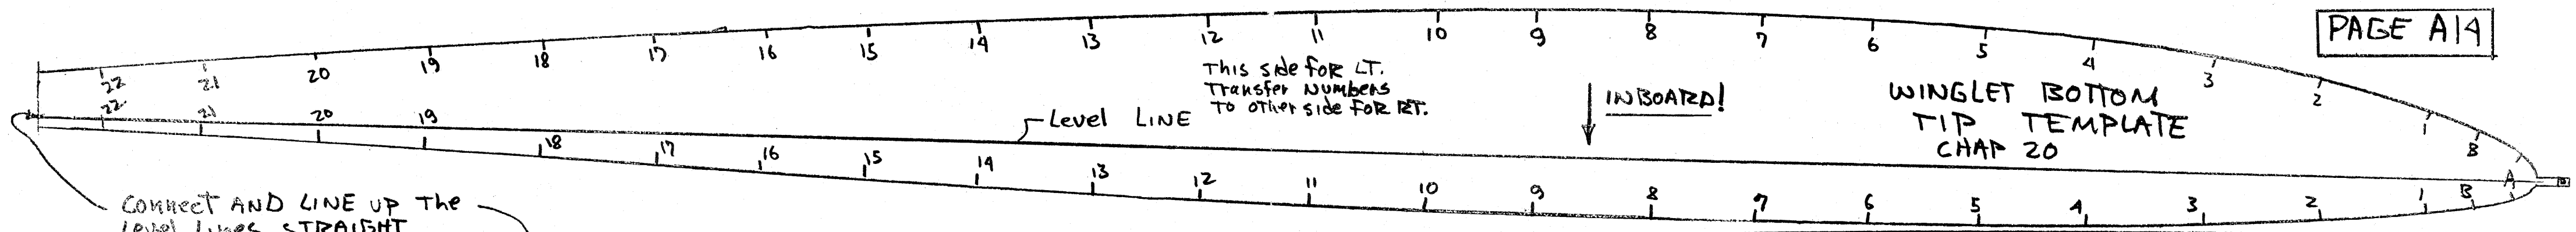 PAGE A14
22 21 20 19 18 17 16 15 14 13 12 11 10 9 8 7 6 5 4 3 2 1 B
This side FOR LT.
Transfer Numbers
To other side FOR RT.
INBOARD!
WINGLET BOTTOM
TIP TEMPLATE
CHAP 20
Level LINE
22 21 20 19 18 17 16 15 14 13 12 11 10 9 8 7 6 5 4 3 2 1 B A
Connect AND LINE UP The
Level Lines STRAIGHT